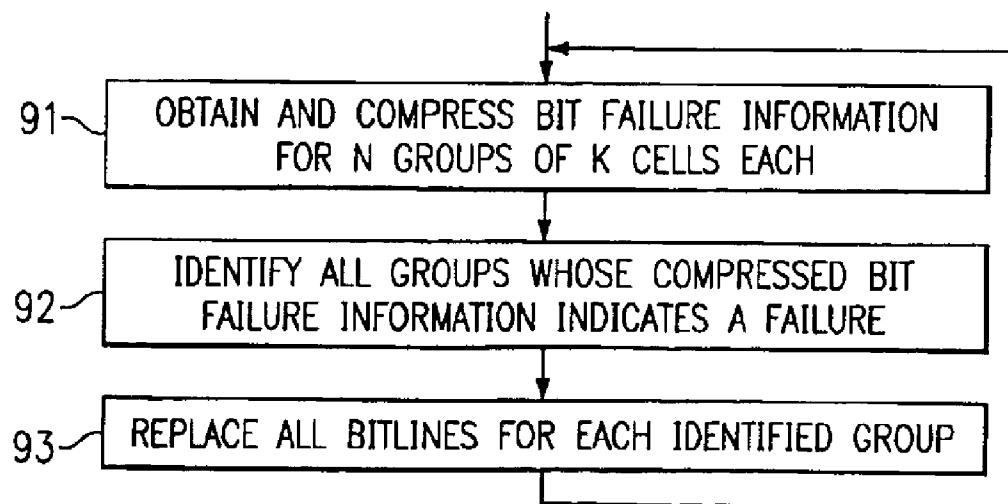 91 OBTAIN AND COMPRESS BIT FAILURE INFORMATION
FOR N GROUPS OF K CELLS EACH
92 IDENTIFY ALL GROUPS WHOSE COMPRESSED BIT
FAILURE INFORMATION INDICATES A FAILURE
93 REPLACE ALL BITLINES FOR EACH IDENTIFIED GROUP